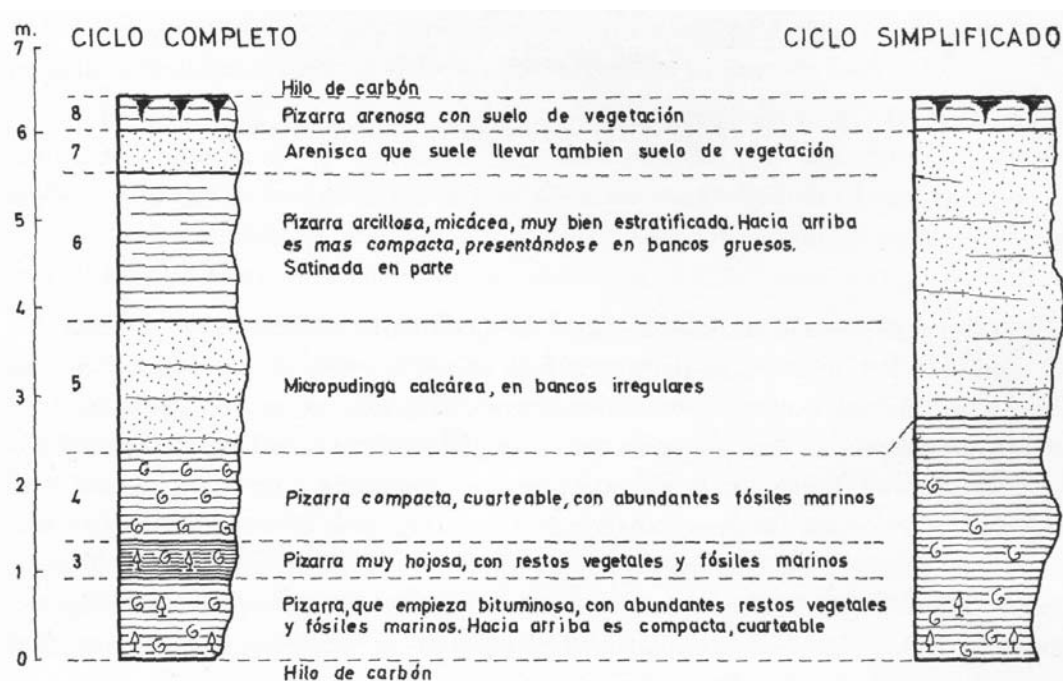 m.
CICLO COMPLETO
CICLO SIMPLIFICADO
7
Hilo de carbón
8
Pizarra arenosa con suelo de vegetación
6
7
Arenisca que suele llevar tambien suelo de vegetación
5
6
Pizarra arcillosa, micácea, muy bien estratificada. Hacia arriba
es mas compacta, presentándose en bancos gruesos.
Satinada en parte
4
5
Micropudinga calcárea, en bancos irregulares
3
2
4
Pizarra compacta, cuarteable, con abundantes fósiles marinos
3
Pizarra muy hojosa, con restos vegetales y fósiles marinos
1
Pizarra, que empieza bituminosa, con abundantes restos vegetales
y fósiles marinos. Hacia arriba es compacta, cuarteable
0
Hilo de carbón